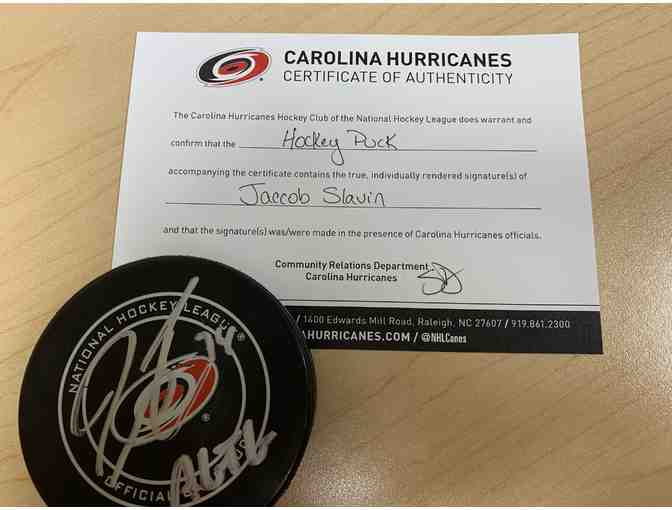 CAROLINA HURRICANES
CERTIFICATE OF AUTHENTICITY
The Carolina Hurricanes Hockey Club of the National Hockey League does warrant and
confirm that the Hockey Puck
accompanying the certificate contains the true, individually rendered signature(s) of
Jaccob Slavin
and that the signature(s) was/were made in the presence of Carolina Hurricanes officials.
Community Relations Department
Carolina Hurricanes
/ 1400 Edwards Mill Road, Raleigh, NC 27607 / 919.861.2300
HURRICANES.COM / @NHLCanes
NATIONAL HOCKEY LEAGUE
74
OFFICIAL